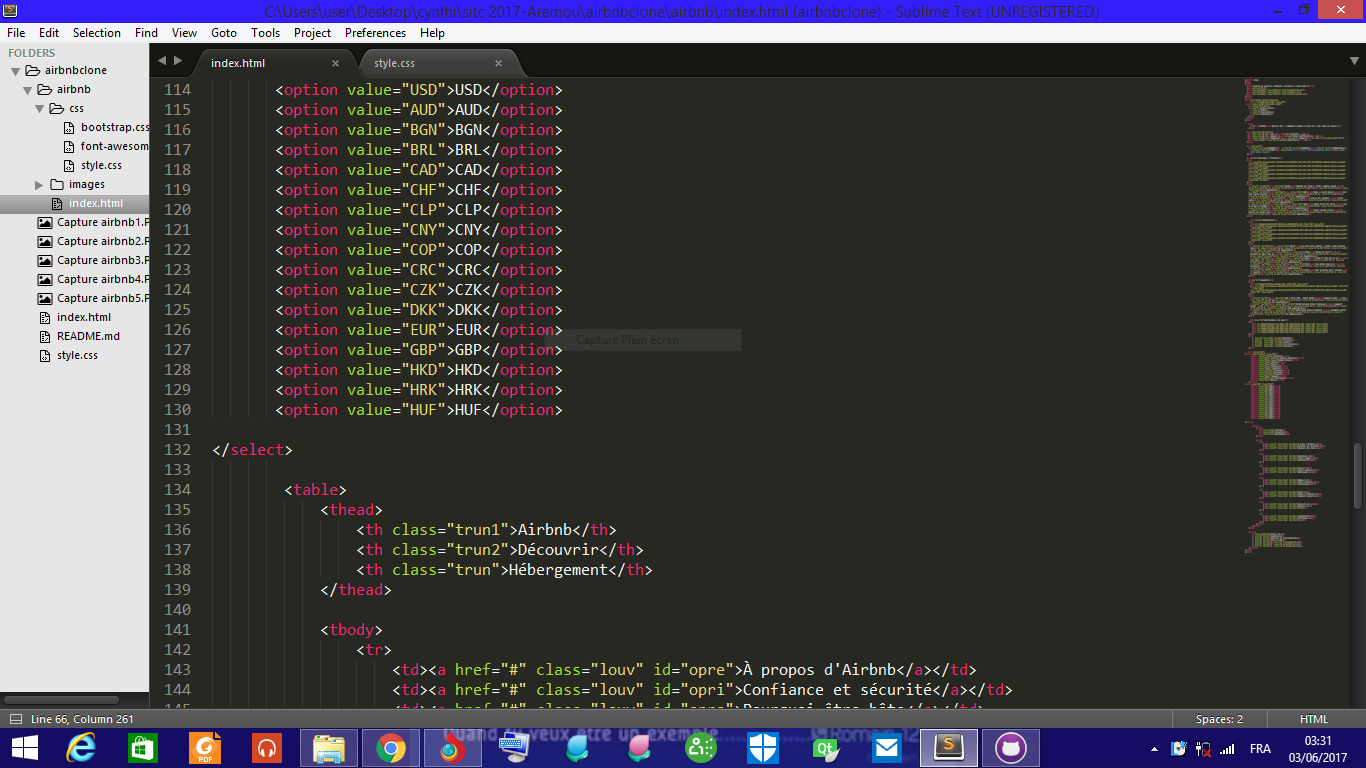 C:\Users\user\Desktop\cynthi\sitc 2017-Aremou\airbnbclone\airbnb\index.html (airbnbclone) - Sublime Text (UNREGISTERED)
File Edit Selection Find View Goto Tools Project Preferences Help
FOLDERS
airbnbclone
airbnb
css
bootstrap.css
font-awesom
style.css
images
index.html
Capture airbnb1.P
Capture airbnb2.P
Capture airbnb3.P
Capture airbnb4.P
Capture airbnb5.P
index.html
README.md
style.css
index.html × style.css ×
114 <option value="USD">USD</option>
115 <option value="AUD">AUD</option>
116 <option value="BGN">BGN</option>
117 <option value="BRL">BRL</option>
118 <option value="CAD">CAD</option>
119 <option value="CHF">CHF</option>
120 <option value="CLP">CLP</option>
121 <option value="CNY">CNY</option>
122 <option value="COP">COP</option>
123 <option value="CRC">CRC</option>
124 <option value="CZK">CZK</option>
125 <option value="DKK">DKK</option>
126 <option value="EUR">EUR</option>
127 <option value="GBP">GBP</option>
Capture Plein écran
128 <option value="HKD">HKD</option>
129 <option value="HRK">HRK</option>
130 <option value="HUF">HUF</option>
131
132 </select>
133
134 <table>
135 <thead>
136 <th class="trun1">Airbnb</th>
137 <th class="trun2">Découvrir</th>
138 <th class="trun">Hébergement</th>
139 </thead>
140
141 <tbody>
142 <tr>
143 <td><a href="#" class="louv" id="opre">À propos d'Airbnb</a></td>
144 <td><a href="#" class="louv" id="opri">Confiance et sécurité</a></td>
Line 66, Column 261 Spaces: 2 HTML
PDF
Qt
S
FRA
03:31
03/06/2017